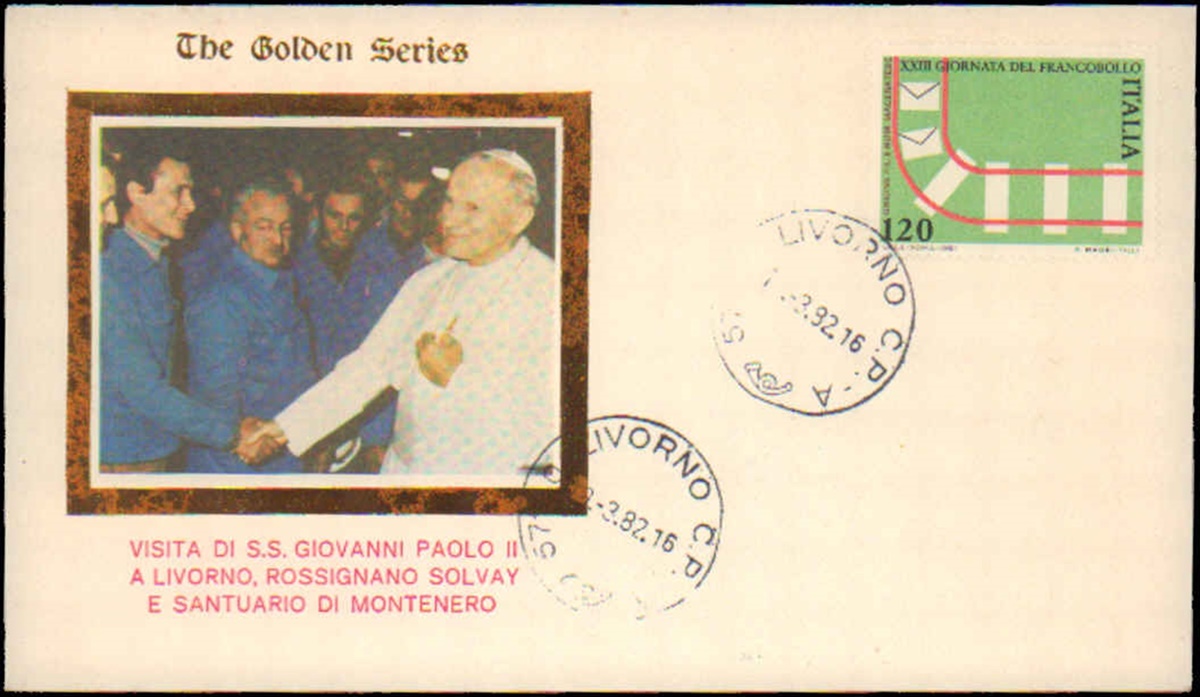 The Golden Series
XXIII GIORNATA DEL FRANCOBOLLO
ITALIA
120
LIVORNO C.P.
-3.82.16
A
LIVORNO C.P.
-3.82.16
57
VISITA DI S.S. GIOVANNI PAOLO II
A LIVORNO, ROSSIGNANO SOLVAY
E SANTUARIO DI MONTENERO